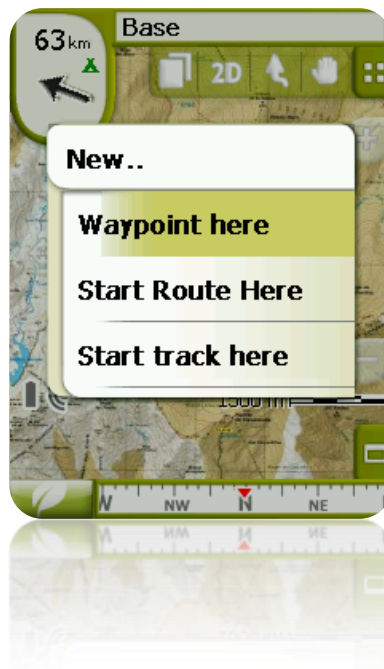 63km
Base
2D
New..
Waypoint here
Start Route Here
Start track here
W NW N NE